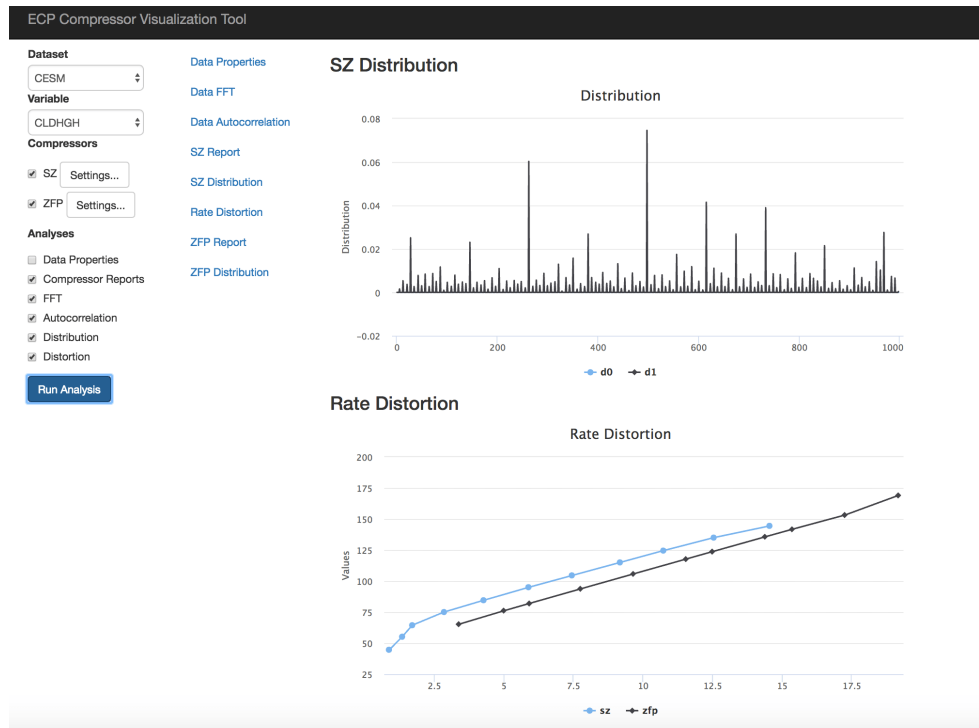 ECP Compressor Visualization Tool
Dataset
CESM
Variable
CLDHGH
Compressors
SZ Settings...
ZFP Settings...
Analyses
Data Properties
Compressor Reports
FFT
Autocorrelation
Distribution
Distortion
Run Analysis
Data Properties
Data FFT
Data Autocorrelation
SZ Report
SZ Distribution
Rate Distortion
ZFP Report
ZFP Distribution
SZ Distribution
Distribution
Distribution
0.08
0.06
0.04
0.02
0
−0.02
0 200 400 600 800 1000
d0 d1
Rate Distortion
Rate Distortion
Values
200
175
150
125
100
75
50
25
2.5 5 7.5 10 12.5 15 17.5
sz zfp